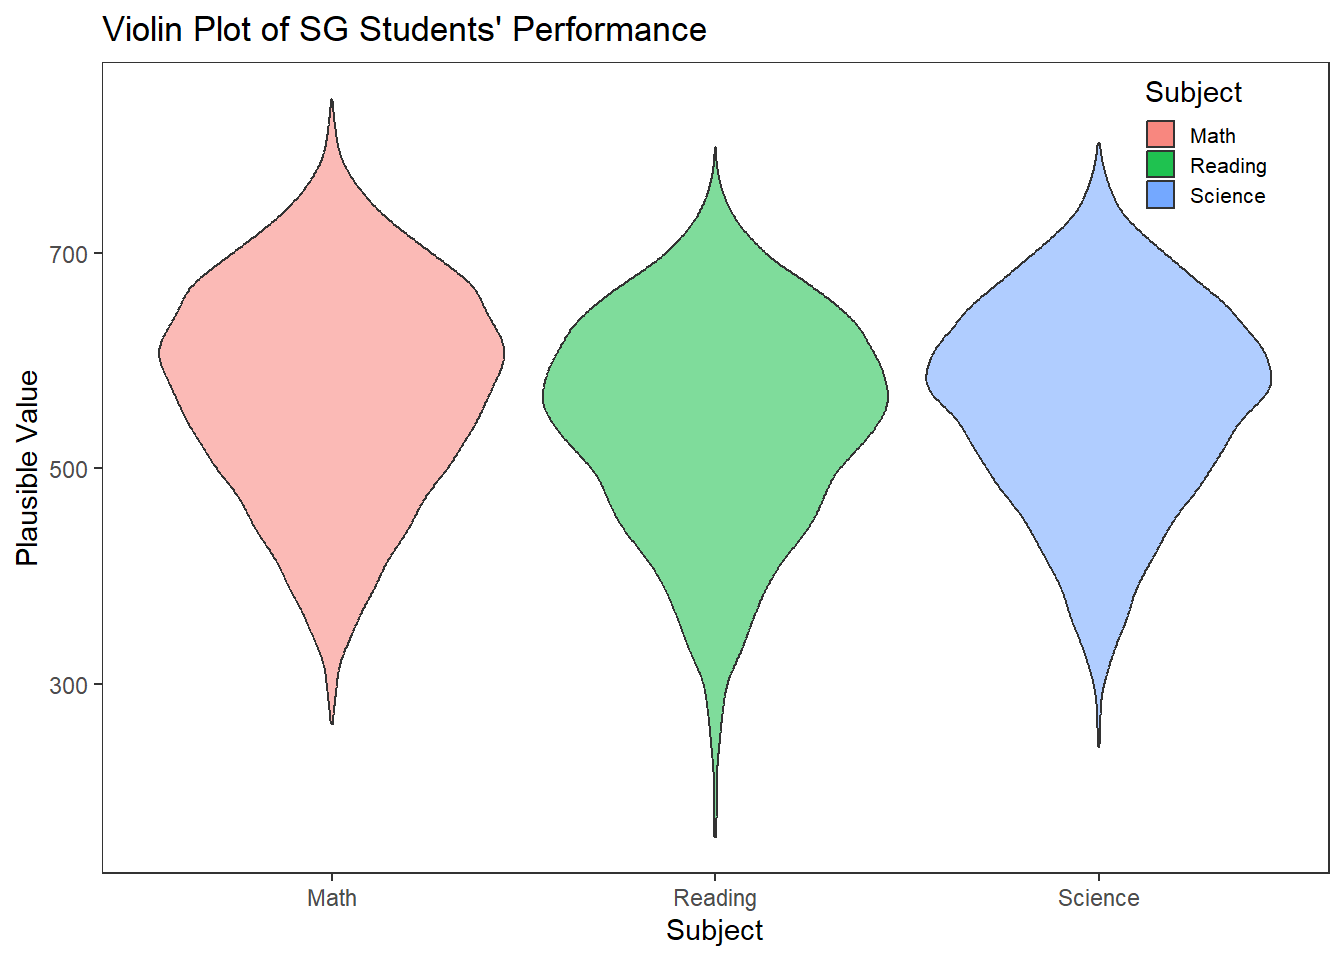 Violin Plot of SG Students' Performance
Subject
Math
Reading
Science
700
500
300
Plausible Value
Math Reading Science
Subject